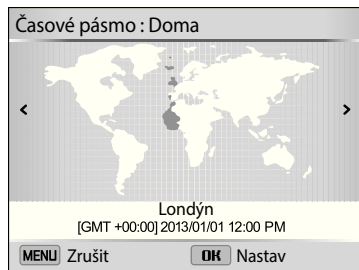 Časové pásmo : Doma
Londýn
[GMT +00:00] 2013/01/01 12:00 PM
MENU Zrušit OK Nastav